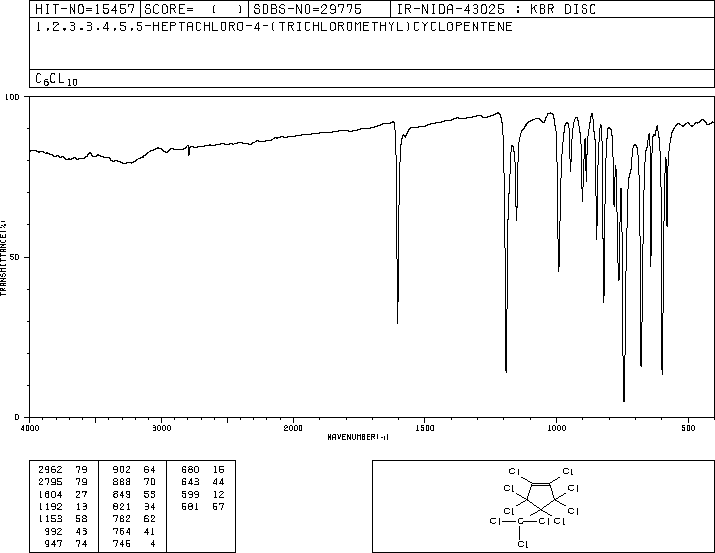 HIT-NO=15457 SCORE= ( ) SDBS-NO=29775 IR-NIDA-43025 : KBR DISC
1,2,3,3,4,5,5-HEPTACHLORO-4-(TRICHLOROMETHYL)CYCLOPENTENE
C6CL10
100
50
0
TRANSMITTANCE(%)
4000 3000 2000 1500 1000 500
WAVENUMBER(-1)
2962 79 902 64 680 15
2795 79 888 70 643 44
1604 27 849 55 599 12
1192 13 821 34 581 57
1153 58 782 62
992 43 764 41
947 74 746 4
Cl Cl
Cl Cl
Cl Cl
Cl C Cl Cl
Cl